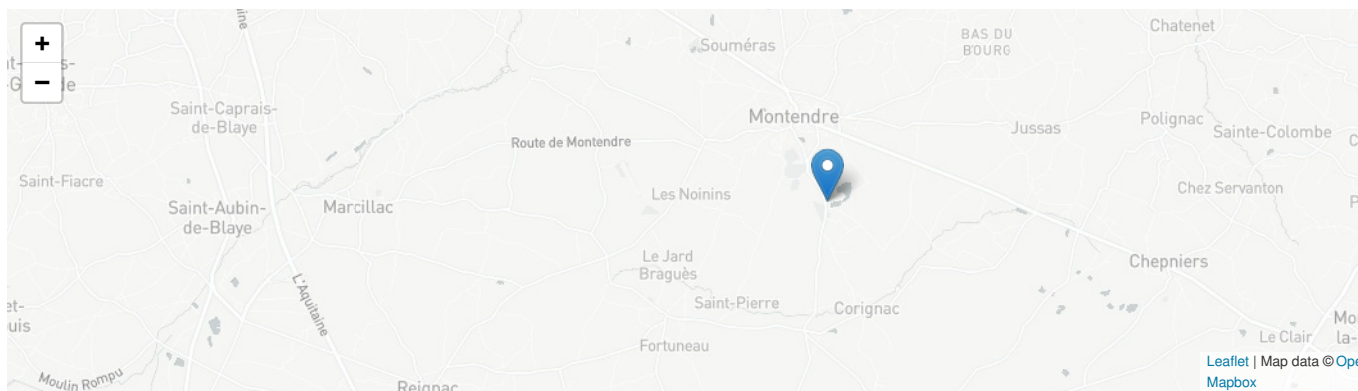 +
−
Souméras
BAS DU
BOURG
Chatenet
Saint-Caprais-
de-Blaye
Montendre
Route de Montendre
Jussas
Polignac
Sainte-Colombe
Saint-Fiacre
Les Noinins
Chez Servanton
Saint-Aubin-
de-Blaye
Marcillac
Le Jard
Braguès
Chepniers
L'Aquitaine
Saint-Pierre
Corignac
Fortuneau
Le Clair
Moulin Rompu
Reignac
Leaflet | Map data ©
Mapbox